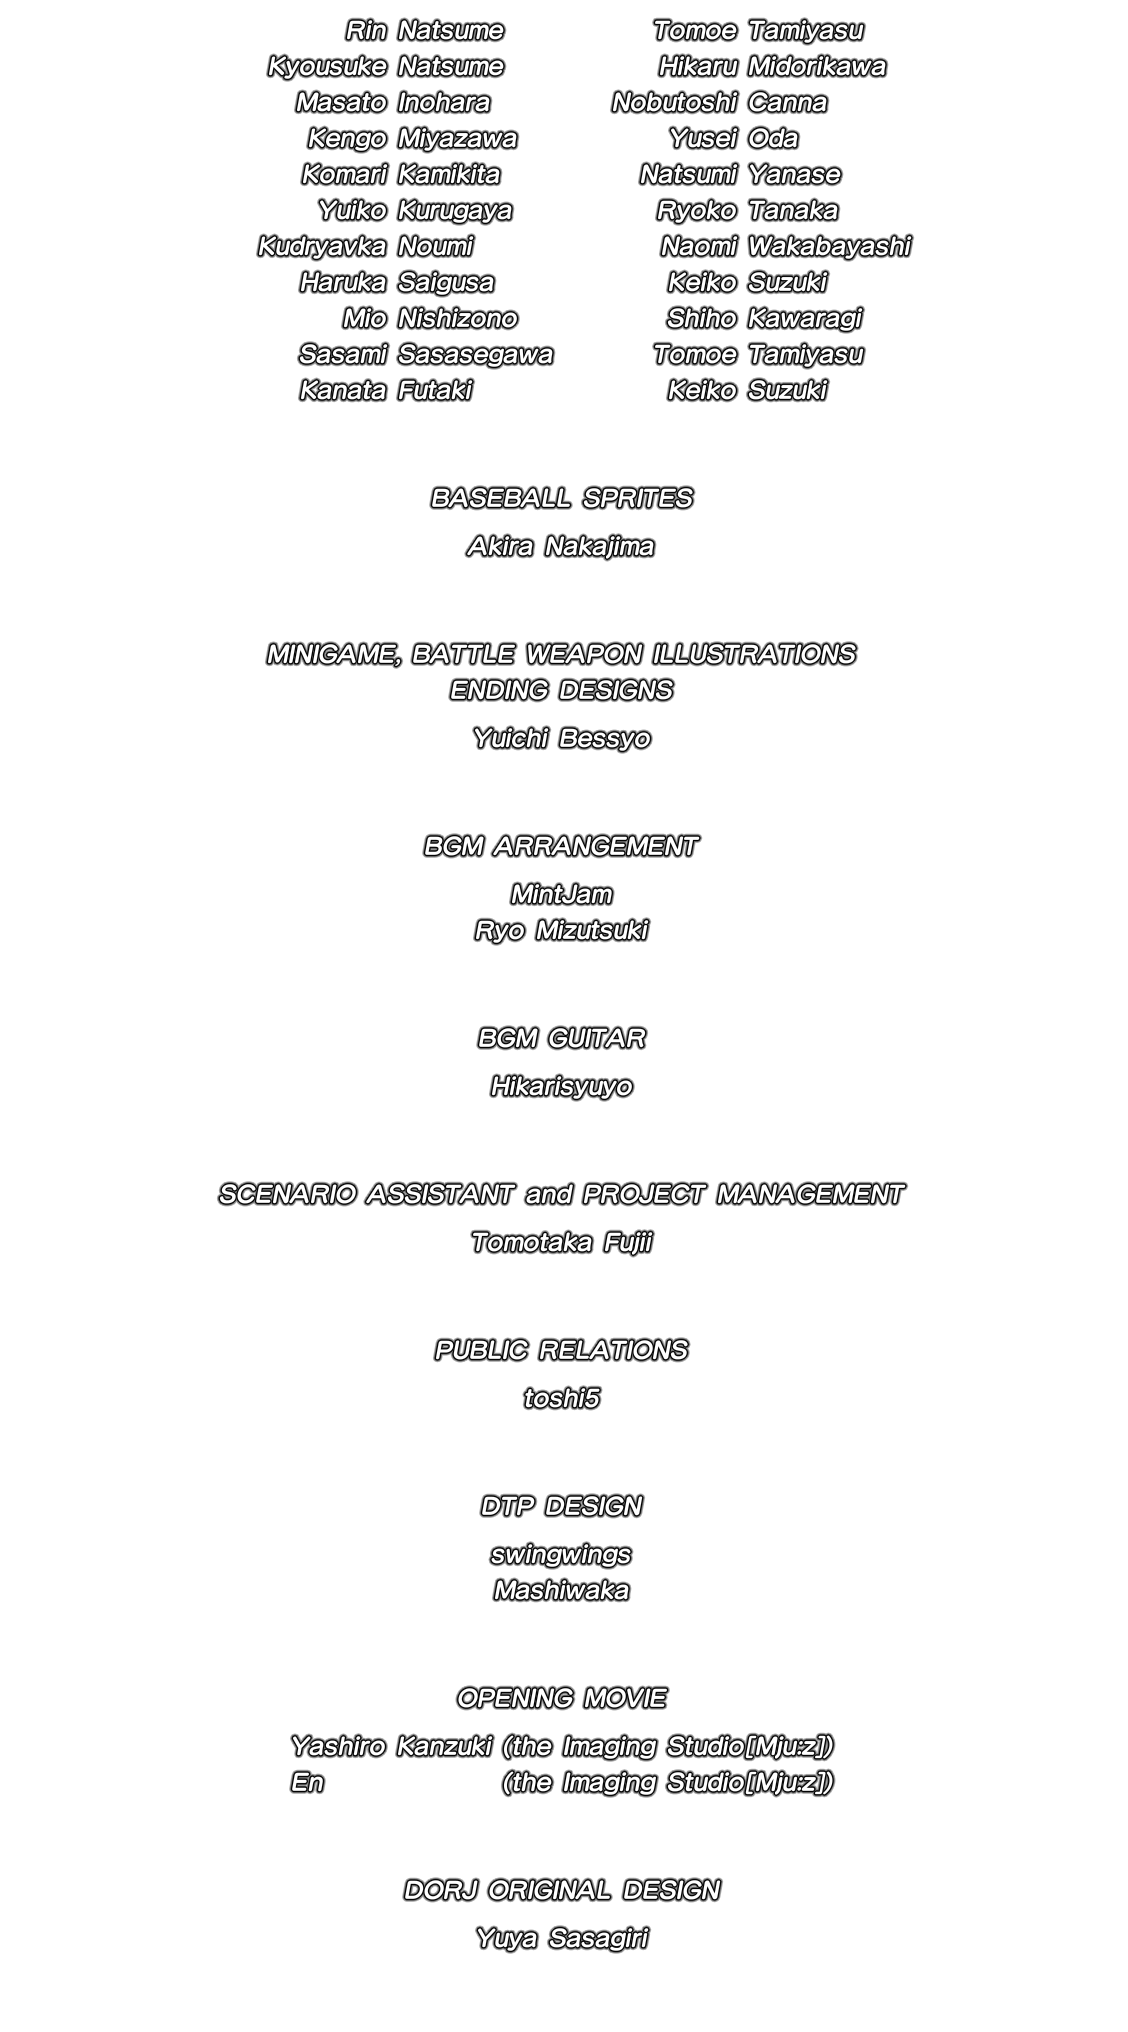 Rin Natsume Tomoe Tamiyasu
Kyousuke Natsume Hikaru Midorikawa
Masato Inohara Nobutoshi Canna
Kengo Miyazawa Yusei Oda
Komari Kamikita Natsumi Yanase
Yuiko Kurugaya Ryoko Tanaka
Kudryavka Noumi Naomi Wakabayashi
Haruka Saigusa Keiko Suzuki
Mio Nishizono Shiho Kawaragi
Sasami Sasasegawa Tomoe Tamiyasu
Kanata Futaki Keiko Suzuki
BASEBALL SPRITES
Akira Nakajima
MINIGAME, BATTLE WEAPON ILLUSTRATIONS
ENDING DESIGNS
Yuichi Bessyo
BGM ARRANGEMENT
MintJam
Ryo Mizutsuki
BGM GUITAR
Hikarisyuyo
SCENARIO ASSISTANT and PROJECT MANAGEMENT
Tomotaka Fujii
PUBLIC RELATIONS
toshi5
DTP DESIGN
swingwings
Mashiwaka
OPENING MOVIE
Yashiro Kanzuki (the Imaging Studio[Mju:z])
En (the Imaging Studio[Mju:z])
DORJ ORIGINAL DESIGN
Yuya Sasagiri